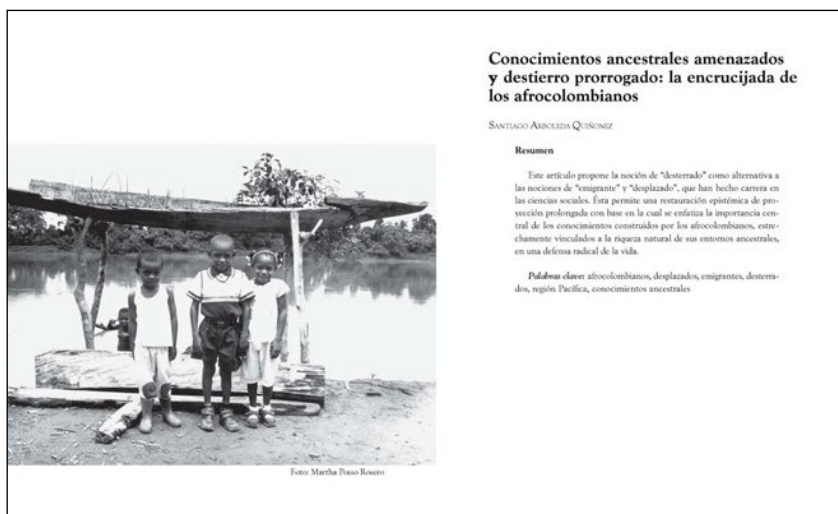 Conocimientos ancestrales amenazados
y destierro prorrogado: la encrucijada de
los afrocolombianos
Santiago Arboleda Quiñonez
Resumen
Este artículo propone la noción de “desterrado” como alternativa a
las nociones de “emigrante” y “desplazado”, que han hecho carrera en
las ciencias sociales. Ésta permite una restauración epistémica de pro-
yección prolongada con base en la cual se enfatiza la importancia cen-
tral de los conocimientos construidos por los afrocolombianos, estre-
chamente vinculados a la riqueza natural de sus entornos ancestrales,
en una defensa radical de la vida.
Palabras clave: afrocolombianos, desplazados, emigrantes, desterra-
dos, región Pacífica, conocimientos ancestrales
Foto: Martha Posso Rosero